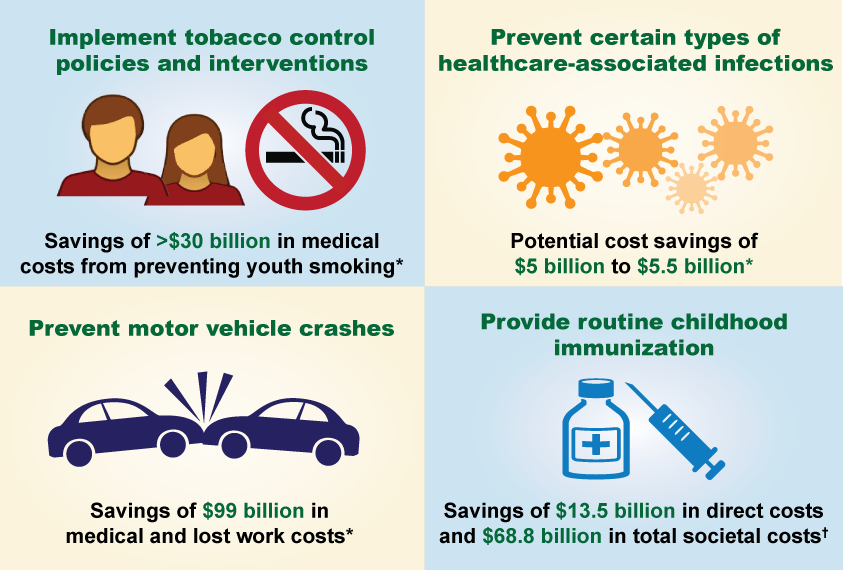 Implement tobacco control
policies and interventions
Savings of >$30 billion in medical
costs from preventing youth smoking*
Prevent certain types of
healthcare-associated infections
Potential cost savings of
$5 billion to $5.5 billion*
Prevent motor vehicle crashes
Savings of $99 billion in
medical and lost work costs*
Provide routine childhood
immunization
Savings of $13.5 billion in direct costs
and $68.8 billion in total societal costs†